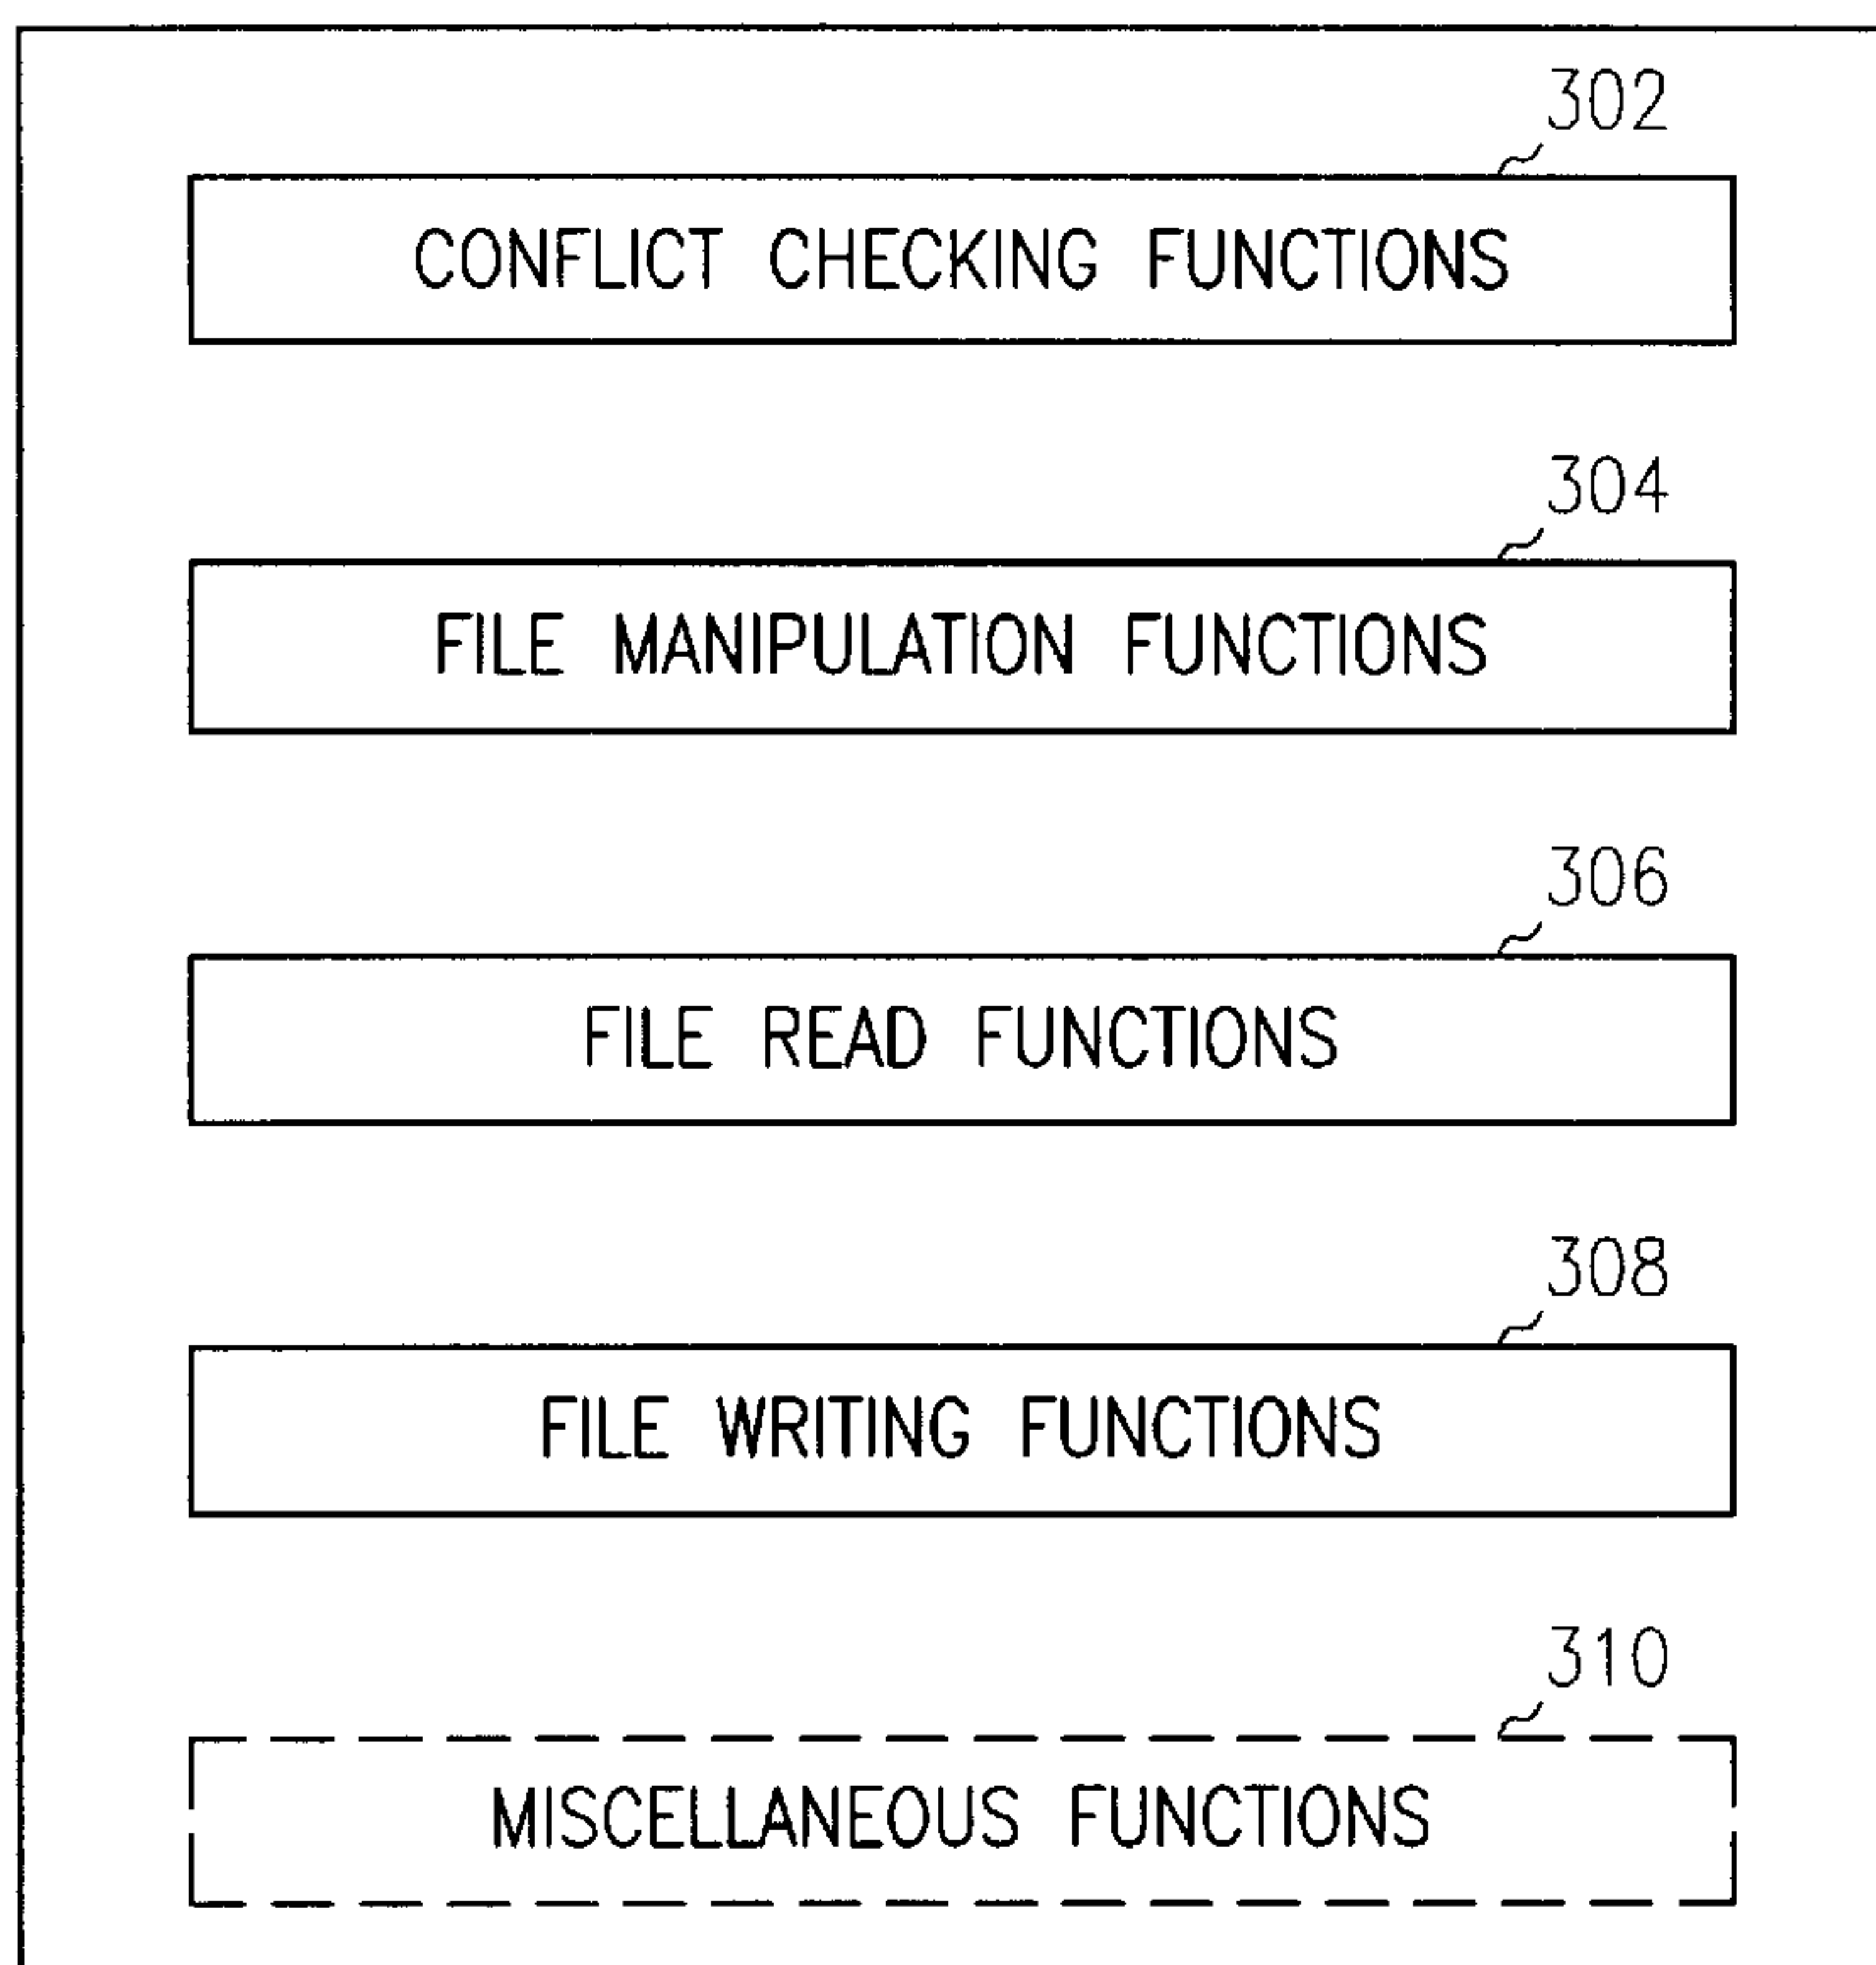 302
CONFLICT CHECKING FUNCTIONS
304
FILE MANIPULATION FUNCTIONS
306
FILE READ FUNCTIONS
308
FILE WRITING FUNCTIONS
310
MISCELLANEOUS FUNCTIONS